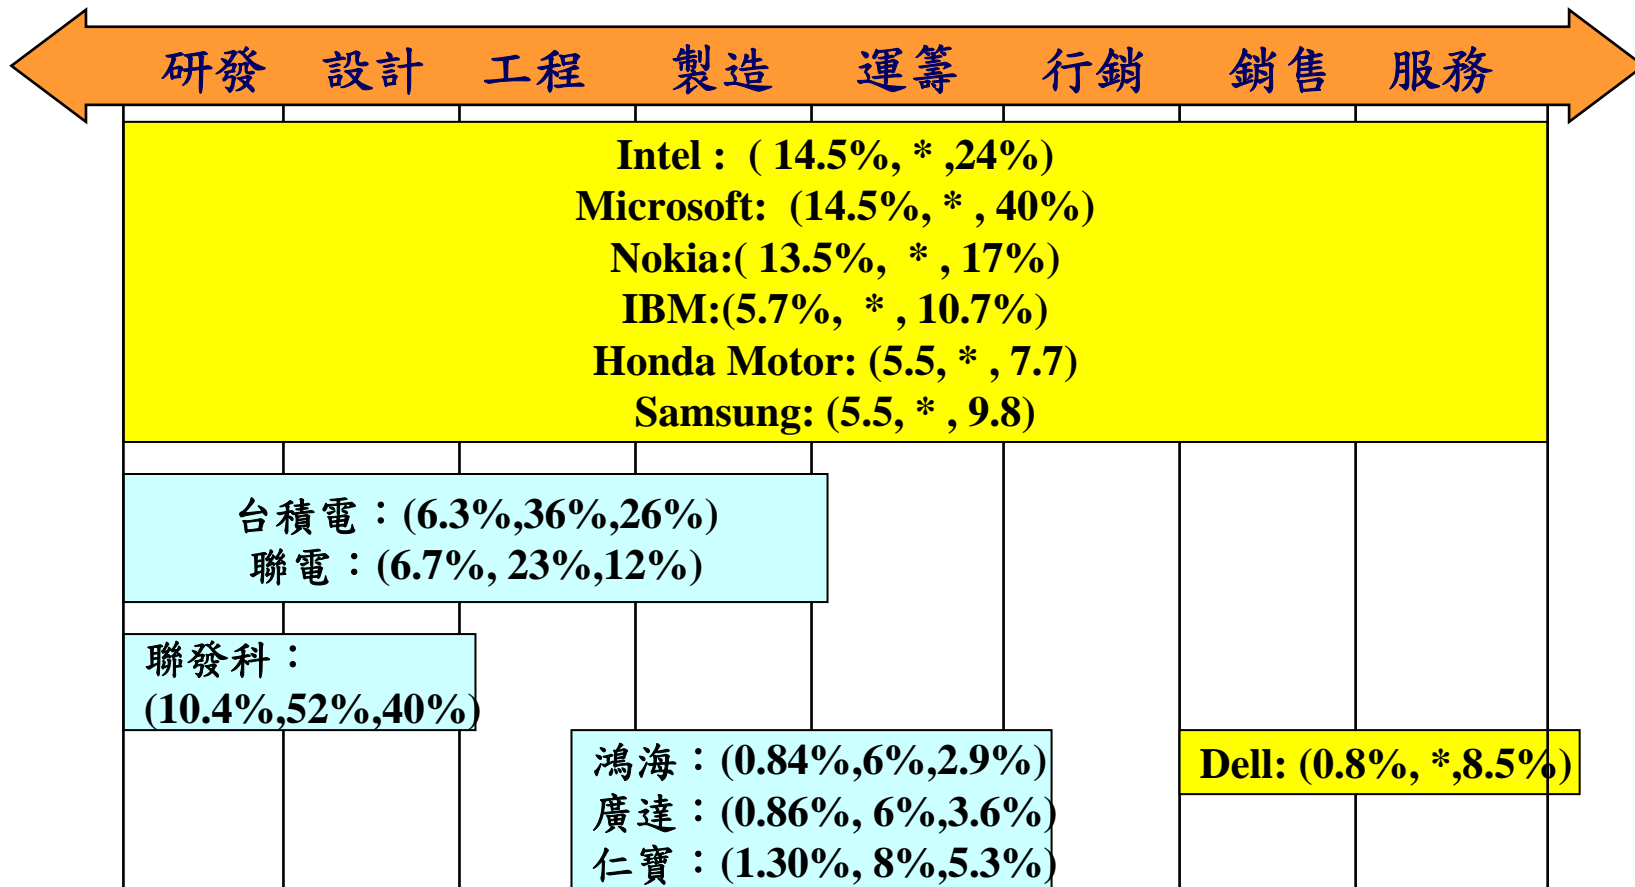 研發 設計 工程 製造 運籌 行銷 銷售 服務
Intel : ( 14.5%, * ,24%)
Microsoft: (14.5%, * , 40%)
Nokia:( 13.5%, * , 17%)
IBM:(5.7%, * , 10.7%)
Honda Motor: (5.5, * , 7.7)
Samsung: (5.5, * , 9.8)
台積電：(6.3%,36%,26%)
聯電：(6.7%, 23%,12%)
聯發科：
(10.4%,52%,40%)
鴻海：(0.84%,6%,2.9%)
廣達：(0.86%, 6%,3.6%)
仁寶：(1.30%, 8%,5.3%)
Dell: (0.8%, *,8.5%)